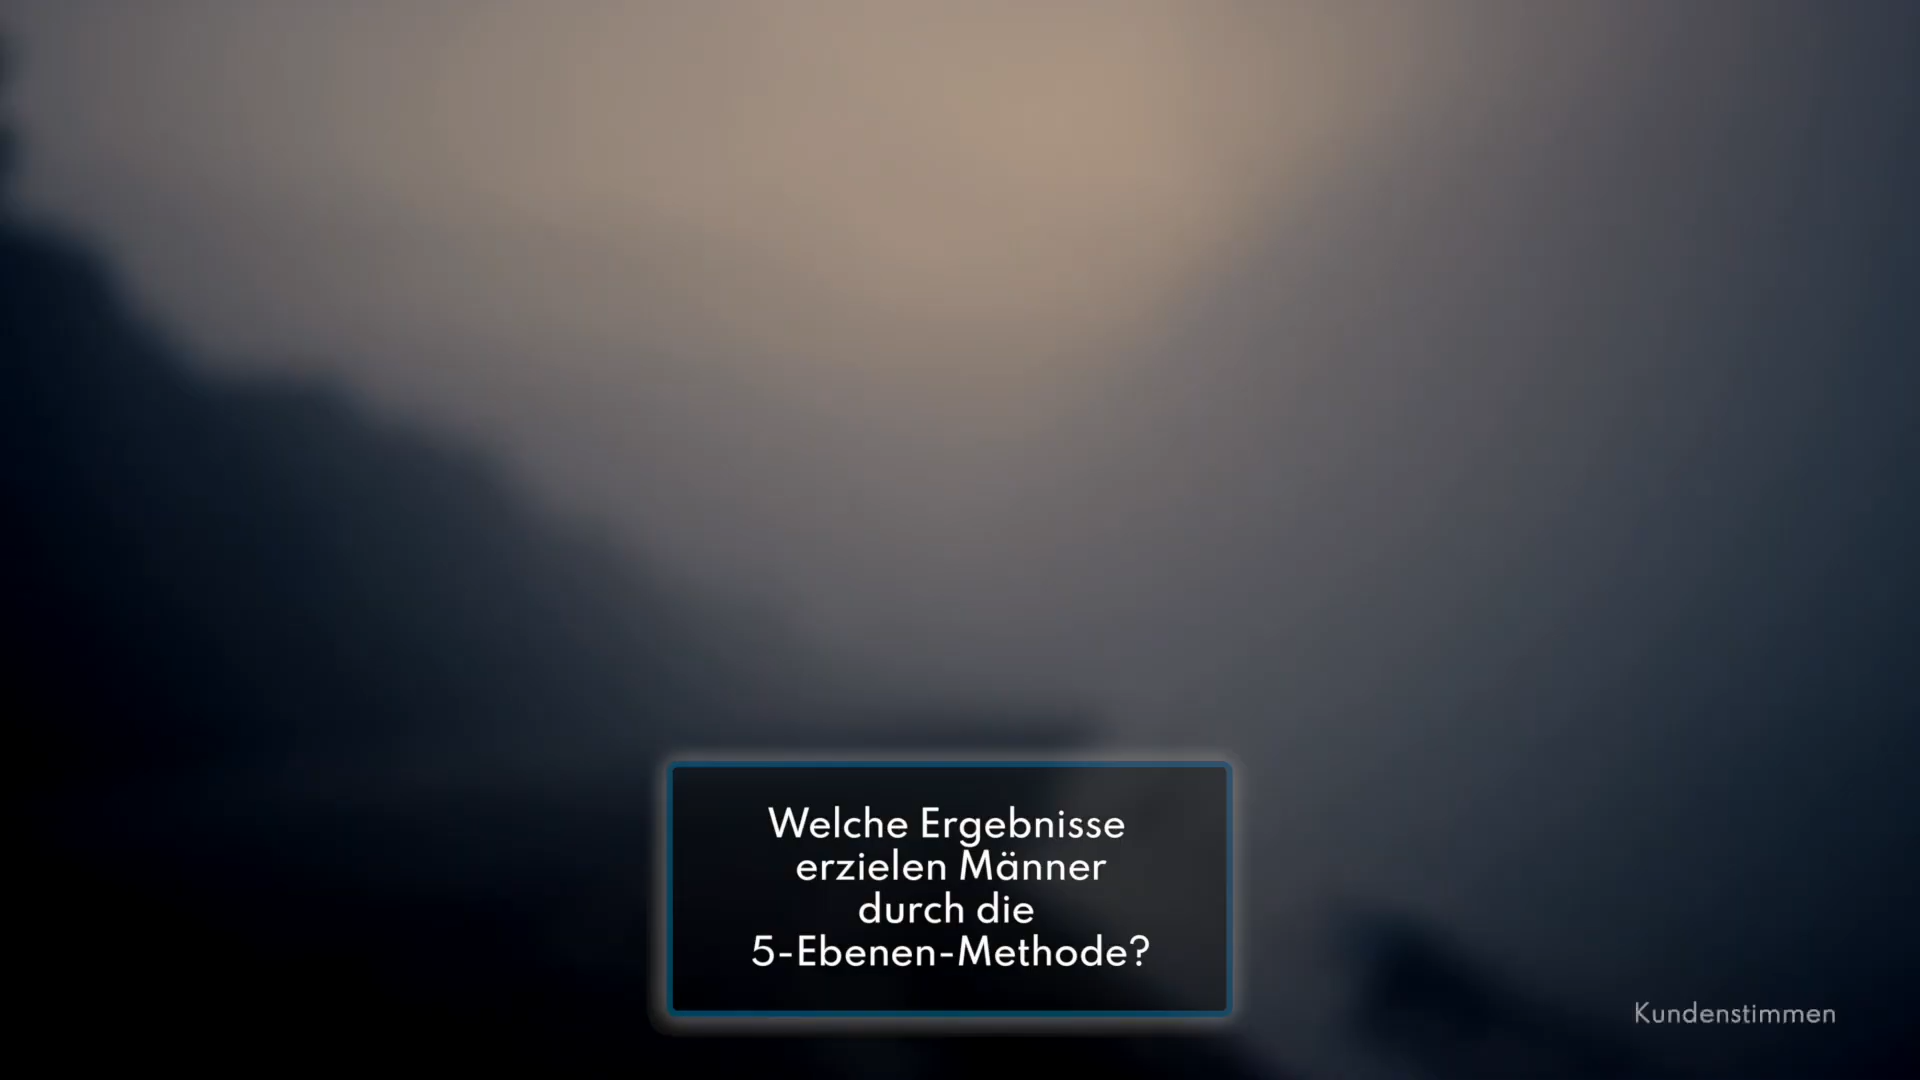 Welche Ergebnisse
erzielen Männer
durch die
5-Ebenen-Methode?
Kundenstimmen